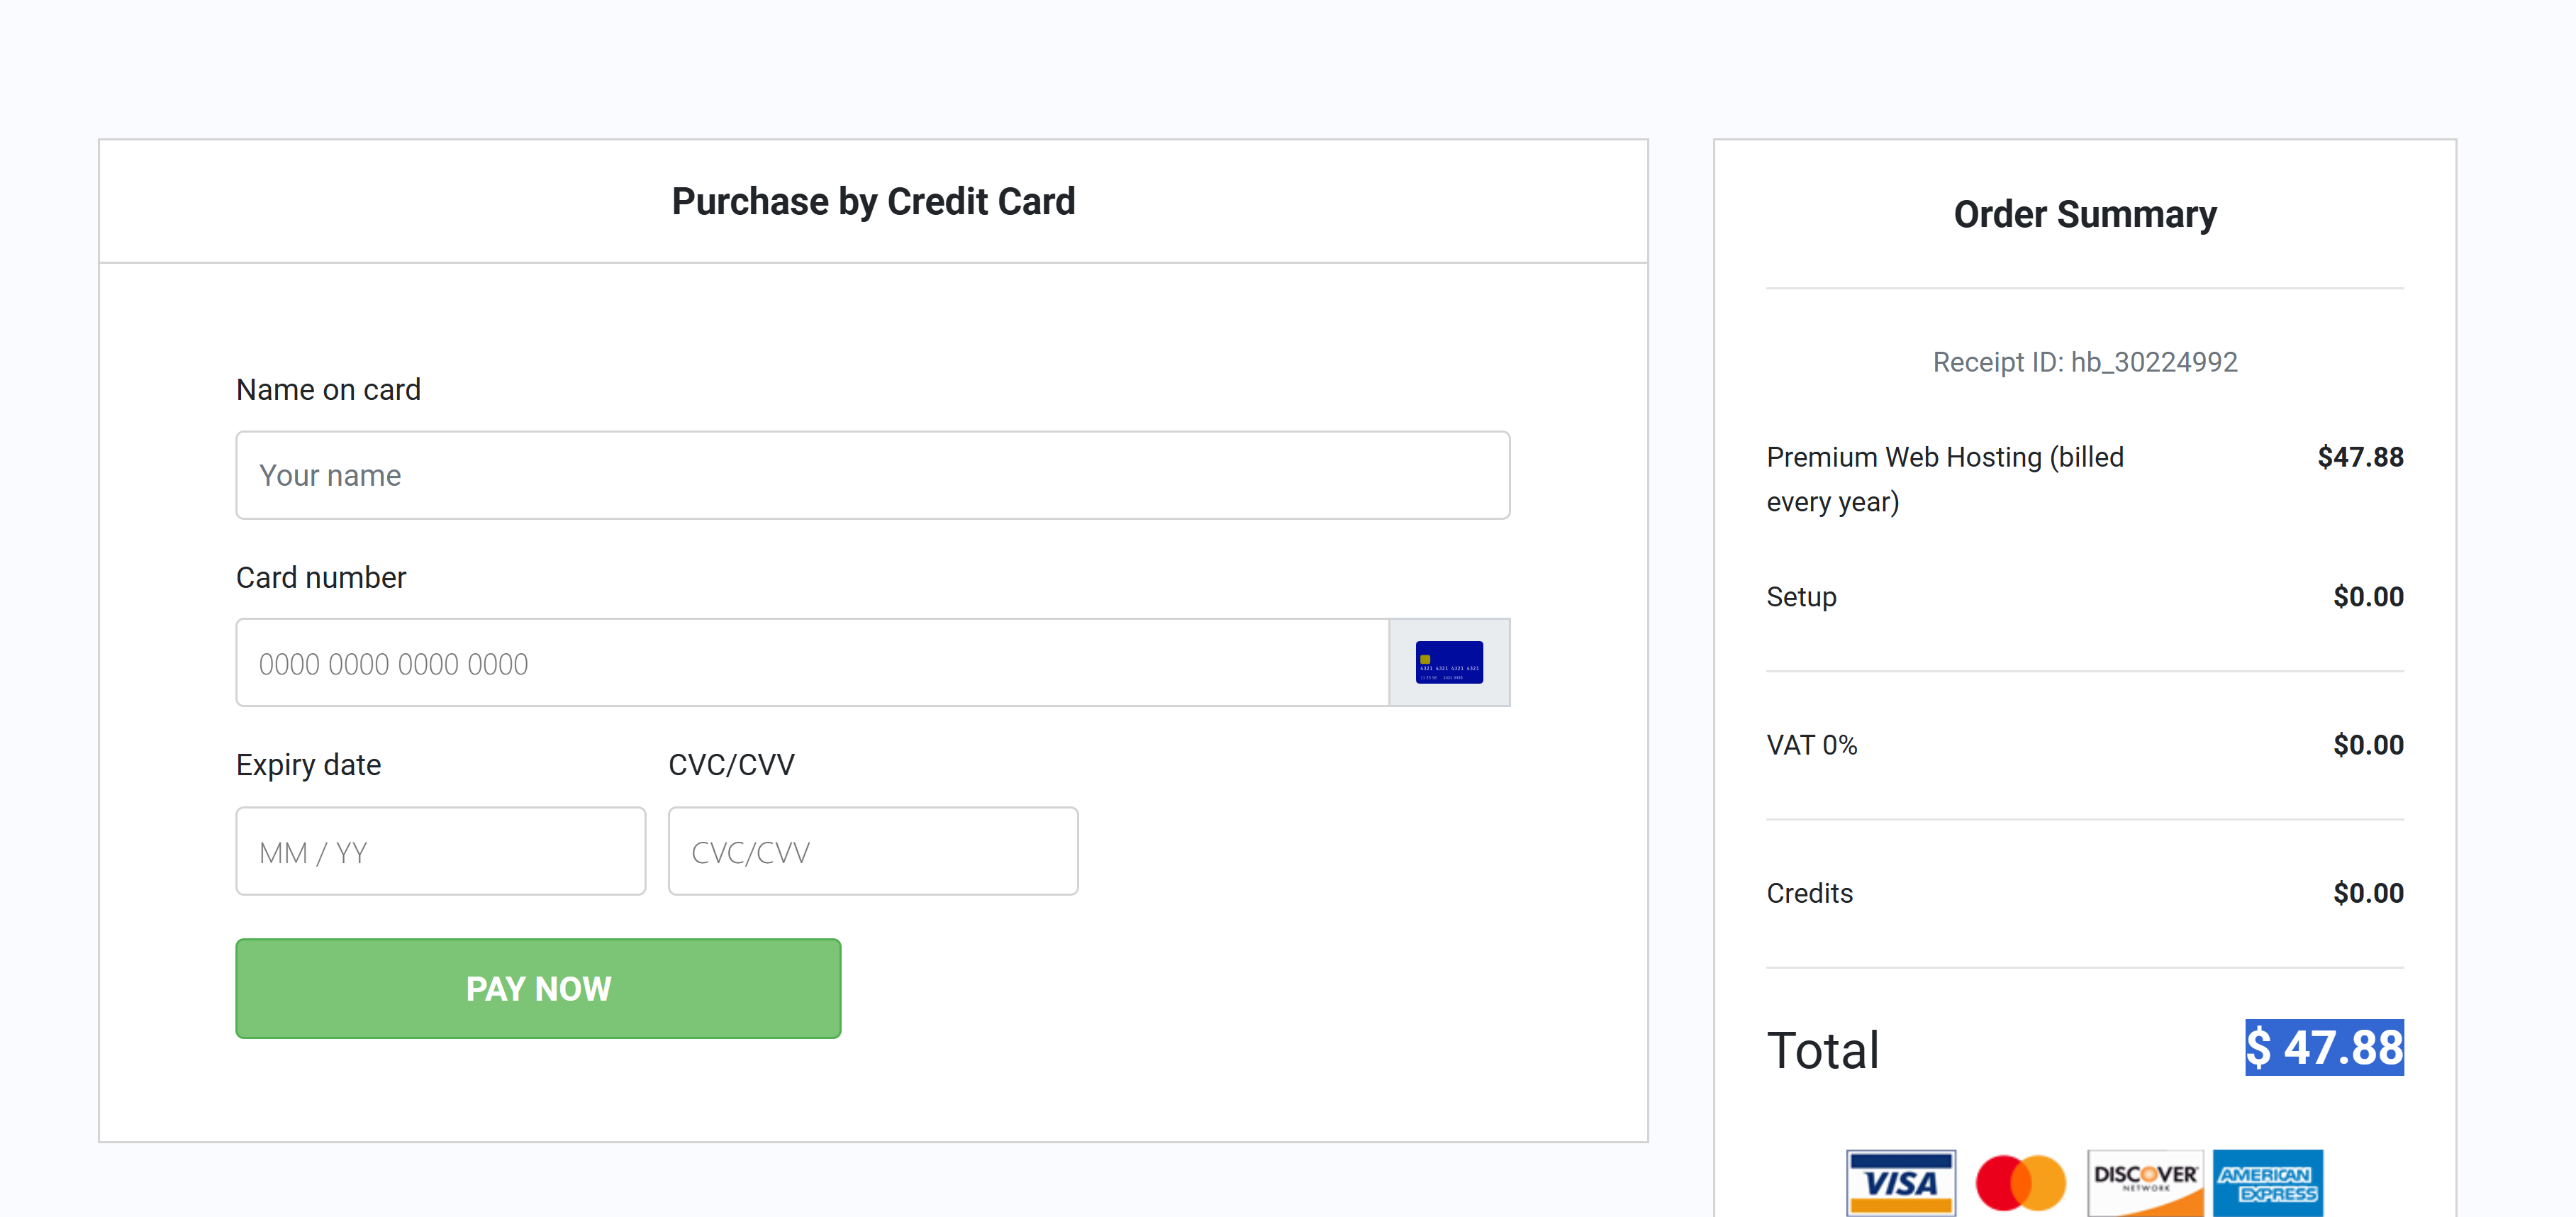 Purchase by Credit Card
Name on card
Your name
Card number
0000 0000 0000 0000
Expiry date
CVC/CVV
MM / YY
CVC/CVV
PAY NOW
Order Summary
Receipt ID: hb_30224992
Premium Web Hosting (billed
every year)
$47.88
Setup
$0.00
VAT 0%
$0.00
Credits
$0.00
Total
$ 47.88
VISA
DISCOVER
NETWORK
AMERICAN
EXPRESS